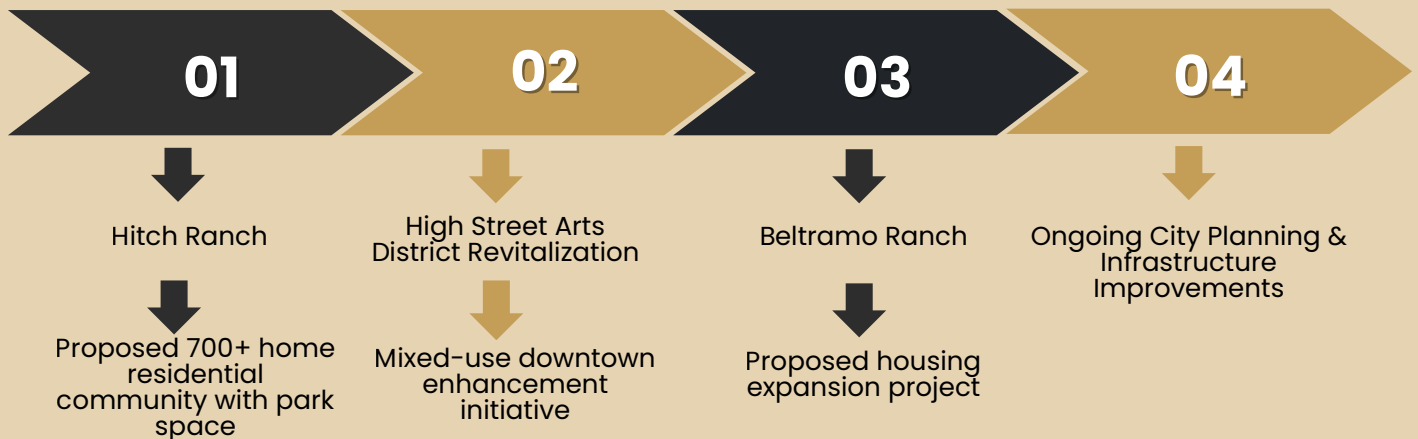 01
02
03
04
Hitch Ranch
High Street Arts
District Revitalization
Beltramo Ranch
Ongoing City Planning &
Infrastructure
Improvements
Proposed 700+ home
residential
community with park
space
Mixed-use downtown
enhancement
initiative
Proposed housing
expansion project